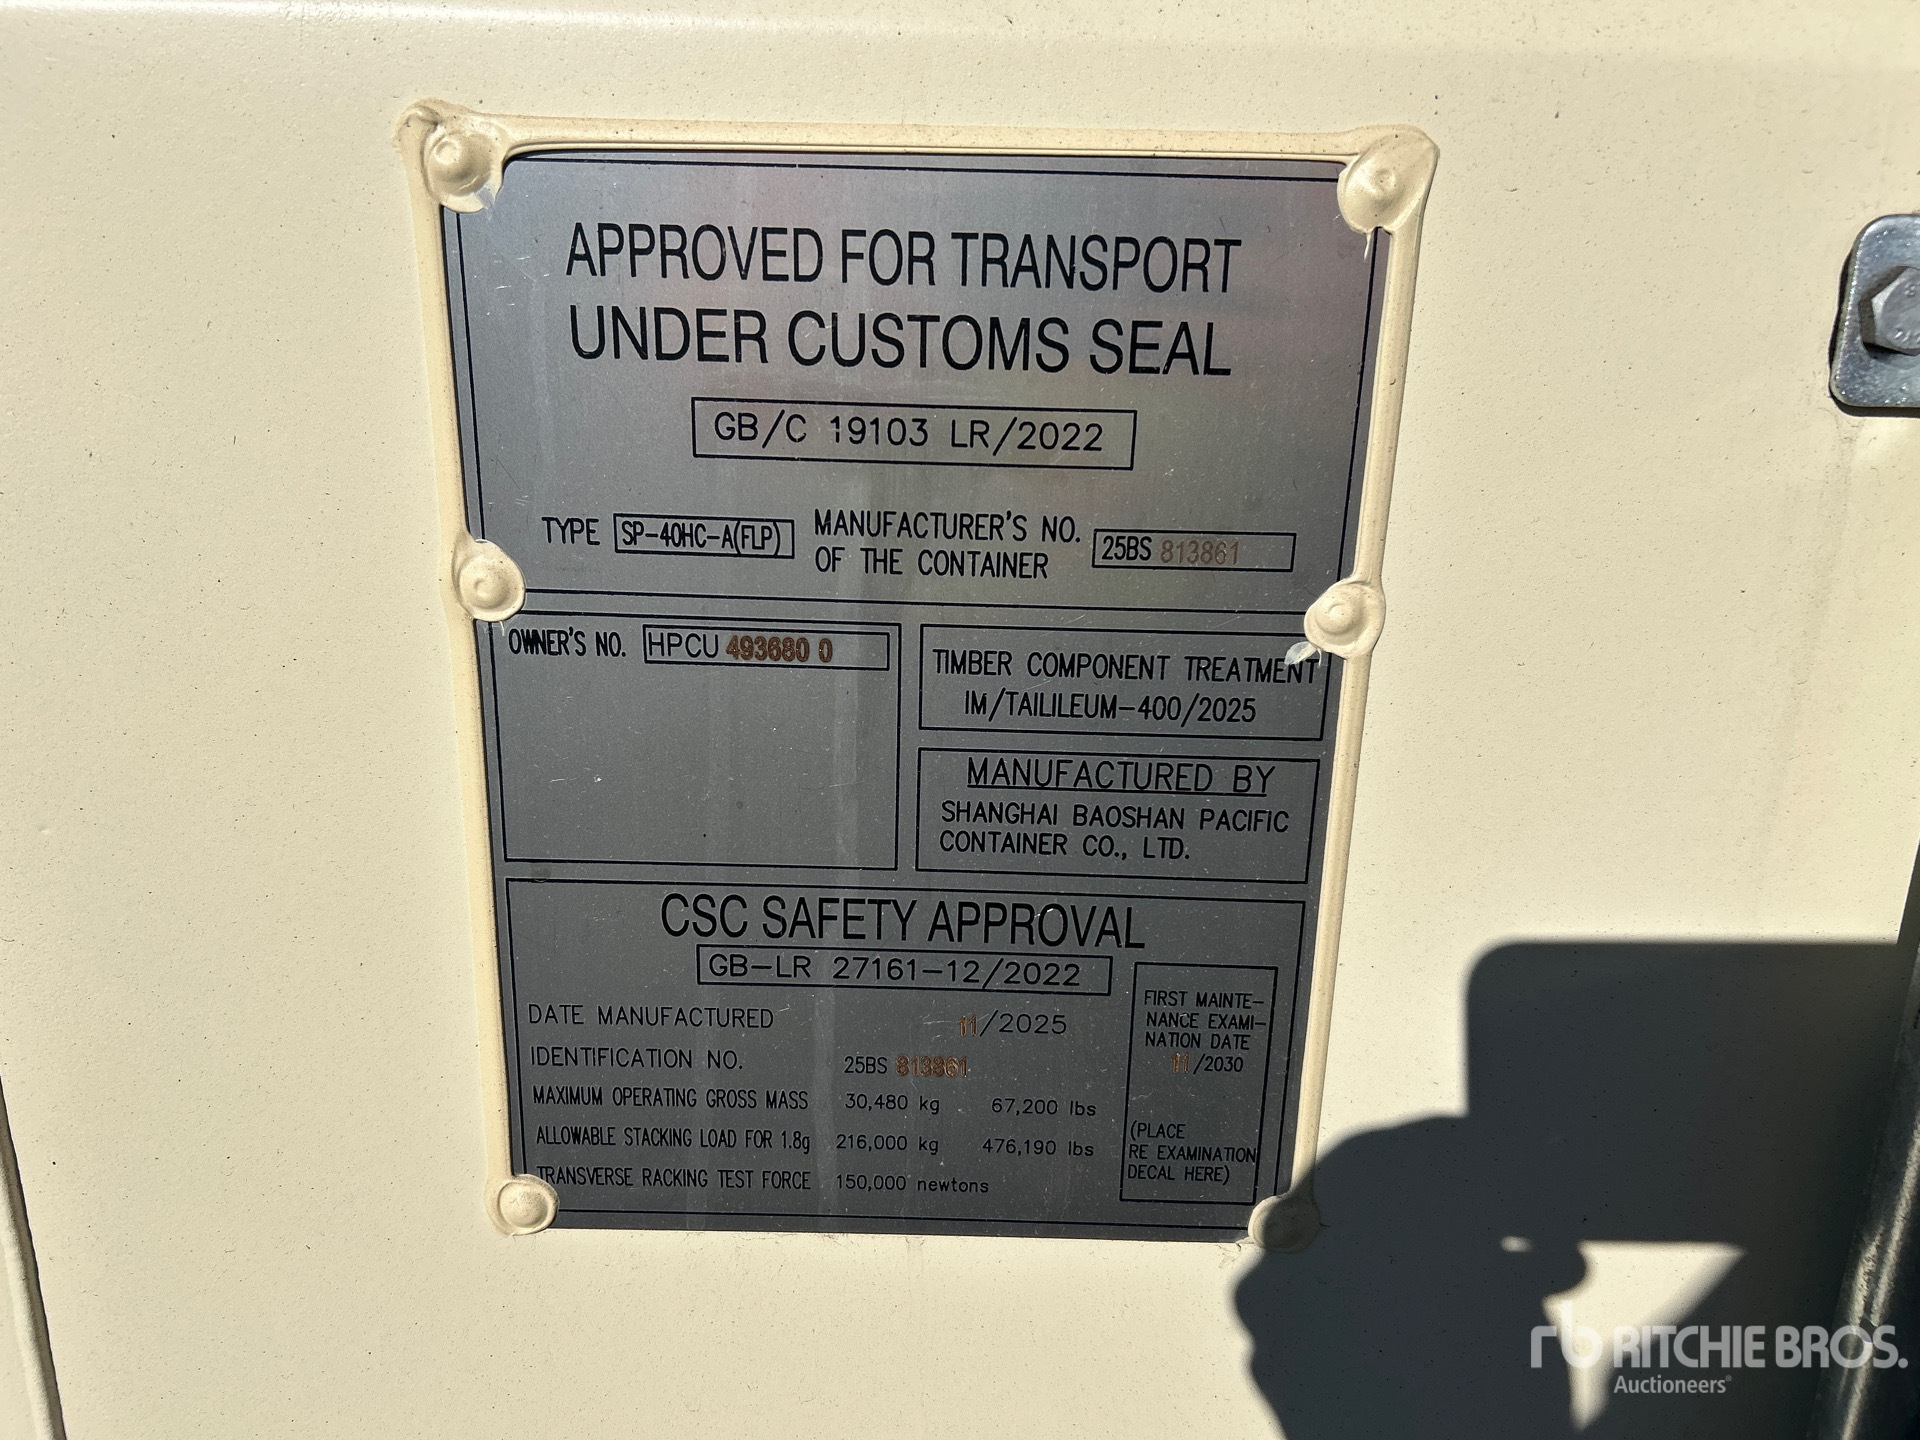 APPROVED FOR TRANSPORT
UNDER CUSTOMS SEAL
GB/C 19103 LR/2022
TYPE SP-40HC-A(FLP) MANUFACTURER'S NO. OF THE CONTAINER 25BS 813861
OWNER'S NO. HPCU 493680 0
TIMBER COMPONENT TREATMENT
IM/TAILILEUM-400/2025
MANUFACTURED BY
SHANGHAI BAOSHAN PACIFIC
CONTAINER CO., LTD.
CSC SAFETY APPROVAL
GB-LR 27161-12/2022
DATE MANUFACTURED 11/2025
IDENTIFICATION NO. 25BS 813861
MAXIMUM OPERATING GROSS MASS 30,480 kg 67,200 lbs
ALLOWABLE STACKING LOAD FOR 1.8g 216,000 kg 476,190 lbs
TRANSVERSE RACKING TEST FORCE 150,000 newtons
FIRST MAINTE-
NANCE EXAMI-
NATION DATE
11/2030
(PLACE
RE EXAMINATION
DECAL HERE)
rb RITCHIE BROS.
Auctioneers®